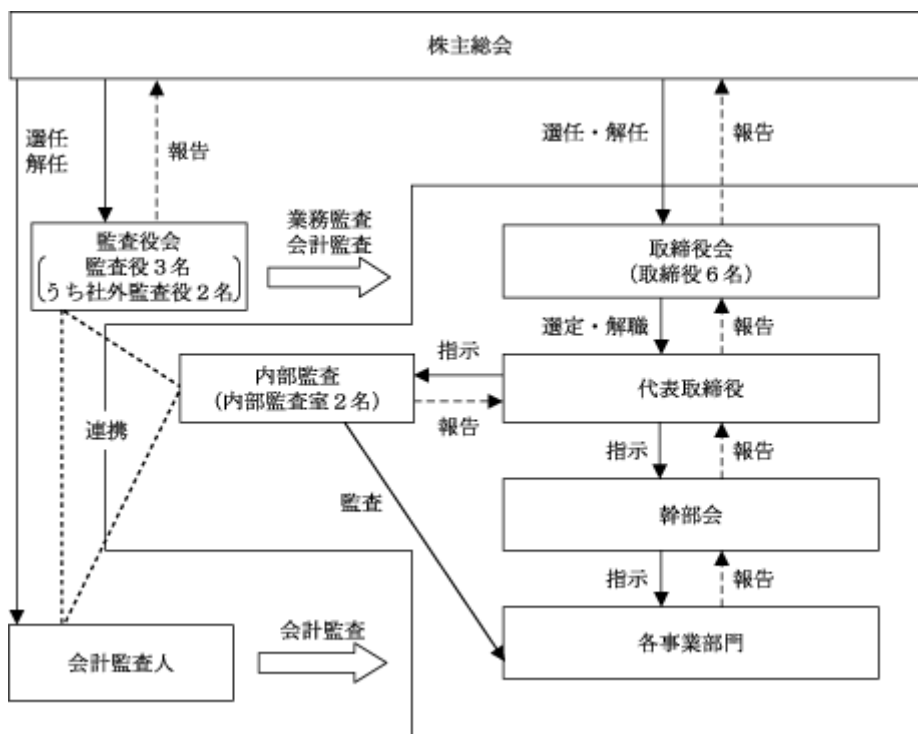 株主総会
選任
解任
報告
選任・解任
報告
業務監査
会計監査
監査役会
監査役3名
うち社外監査役2名
取締役会
(取締役6名)
選定・解職
報告
指示
内部監査
(内部監査室2名)
代表取締役
報告
連携
指示
報告
監査
幹部会
指示
報告
会計監査
会計監査人
各事業部門